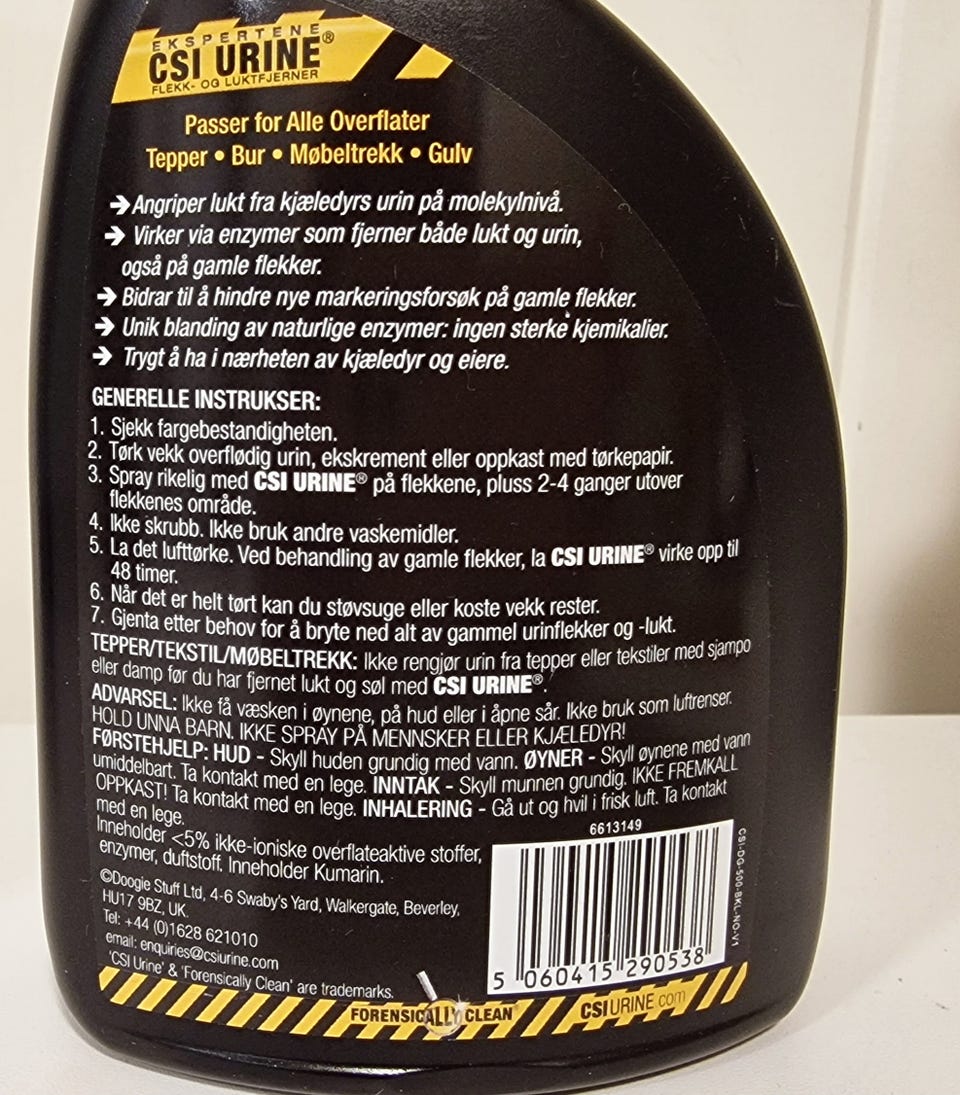 EKSPERTENE
CSI URINE®
FLEKK- OG LUKTFJERNER
Passer for Alle Overflater
Tepper • Bur • Møbeltrekk • Gulv
→ Angriper lukt fra kjæledyrs urin på molekylnivå.
→ Virker via enzymer som fjerner både lukt og urin,
også på gamle flekker.
→ Bidrar til å hindre nye markeringsforsøk på gamle flekker.
→ Unik blanding av naturlige enzymer: ingen sterke kjemikalier.
→ Trygt å ha i nærheten av kjæledyr og eiere.
GENERELLE INSTRUKSER:
1. Sjekk fargebestandigheten.
2. Tørk vekk overflødig urin, ekskrement eller oppkast med tørkepapir.
3. Spray rikelig med CSI URINE® på flekkene, pluss 2-4 ganger utover
flekkenes område.
4. Ikke skrubb. Ikke bruk andre vaskemidler.
5. La det lufttørke. Ved behandling av gamle flekker, la CSI URINE® virke opp til
48 timer.
6. Når det er helt tørt kan du støvsuge eller koste vekk rester.
7. Gjenta etter behov for å bryte ned alt av gammel urinflekker og -lukt.
TEPPER/TEKSTIL/MØBELTREKK: Ikke rengjør urin fra tepper eller tekstiler med sjampo
eller damp før du har fjernet lukt og søl med CSI URINE®.
ADVARSEL: Ikke få væsken i øynene, på hud eller i åpne sår. Ikke bruk som luftrenser.
HOLD UNNA BARN. IKKE SPRAY PÅ MENNSKER ELLER KJÆLEDYR!
FØRSTEHJELP: HUD - Skyll huden grundig med vann. ØYNER - Skyll øynene med vann
umiddelbart. Ta kontakt med en lege. INNTAK - Skyll munnen grundig. IKKE FREMKALL
OPPKAST! Ta kontakt med en lege. INHALERING - Gå ut og hvil i frisk luft. Ta kontakt
med en lege.
Inneholder <5% ikke-ioniske overflateaktive stoffer,
enzymer, duftstoff. Inneholder Kumarin.
©Doogie Stuff Ltd, 4-6 Swaby's Yard, Walkergate, Beverley,
HU17 9BZ, UK.
Tel: +44 (0)1628 621010
email: enquiries@csiurine.com
'CSI Urine' & 'Forensically Clean' are trademarks.
6613149
5 060415 290538
CSI-DG-500-BKL-NO-V1
FORENSICALLY CLEAN
CSIURINE.com